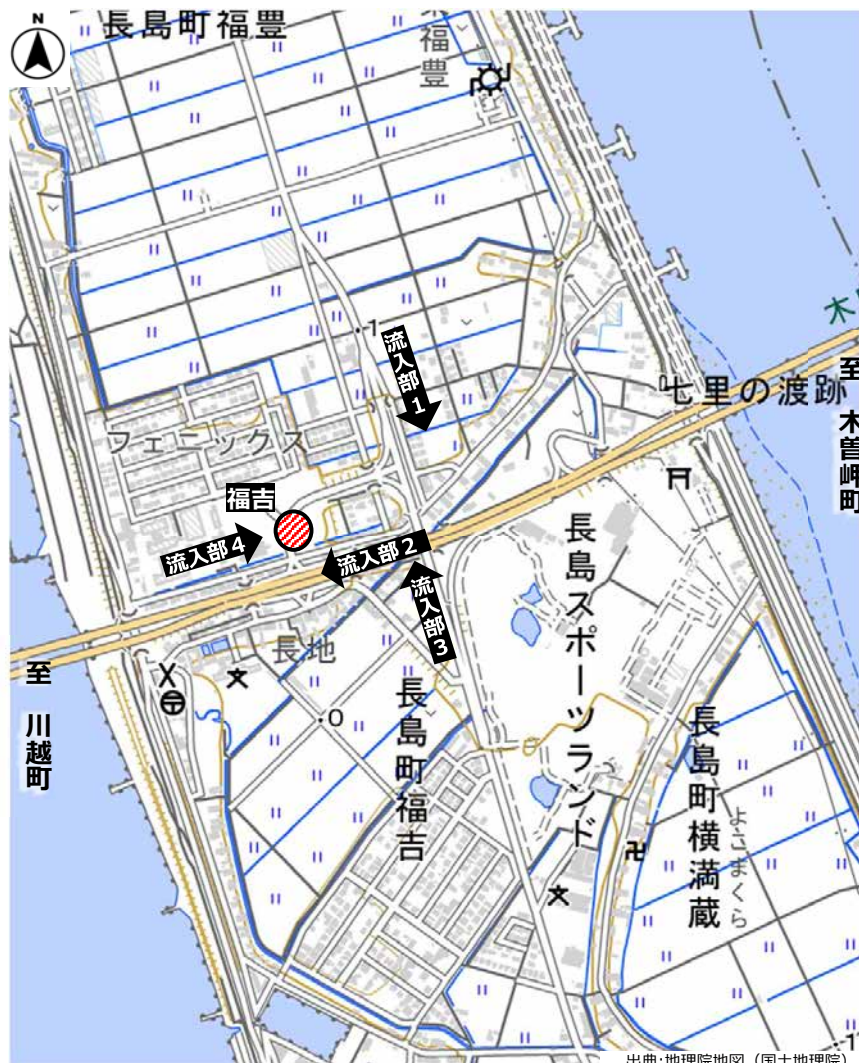 N
長島町福豊
福豊
・1
流入部1
七里の渡跡
至 木曽岬町
フェニックス
福吉
流入部4
流入部2
流入部3
長島スポーツランド
長地
至 川越町
・0
長島町福吉
長島町横満蔵
よこまくら
出典:地理院地図(国土地理院)
・1